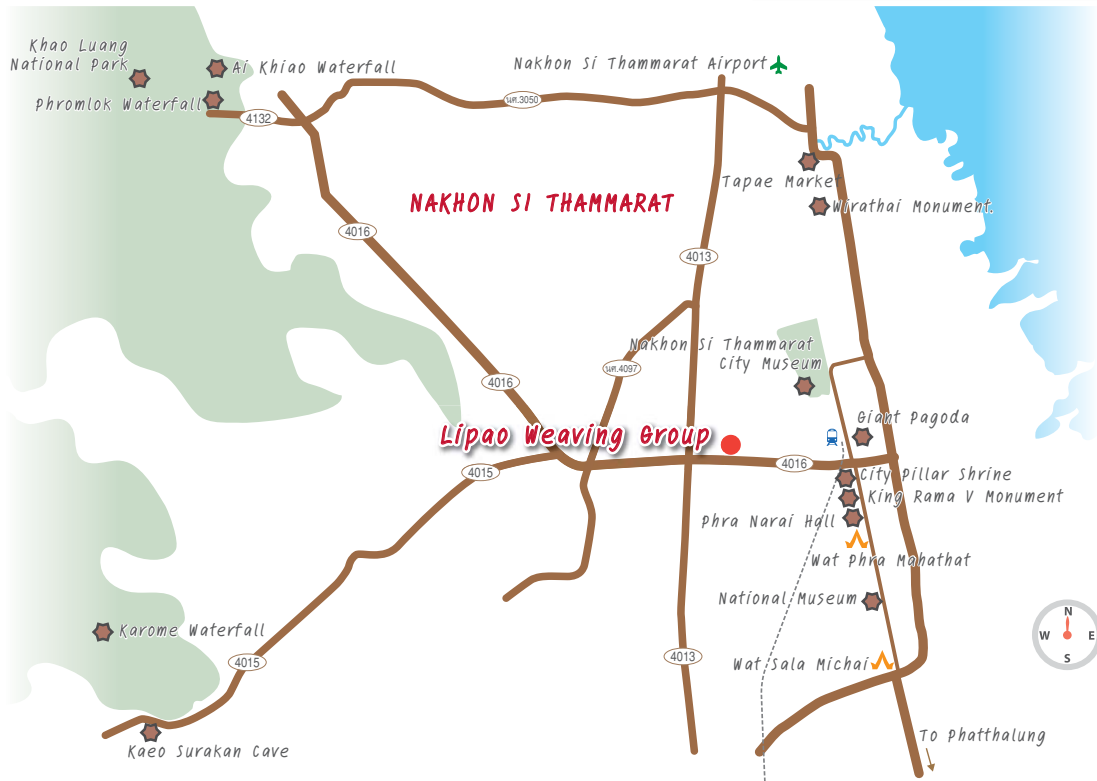 Khao Luang
National Park
Ai Khiao Waterfall
Phromlok Waterfall
4132
นศ.3050
Nakhon Si Thammarat Airport
Tapae Market
Wirathai Monument.
NAKHON SI THAMMARAT
4016
4013
Nakhon Si Thammarat
City Museum
นศ.4097
4016
Giant Pagoda
Lipao Weaving Group
4015
4016
City Pillar Shrine
King Rama V Monument
Phra Narai Hall
Wat Phra Mahathat
National Museum
N
W
E
S
Karome Waterfall
4015
4013
Wat Sala Michai
Kaeo Surakan Cave
To Phatthalung